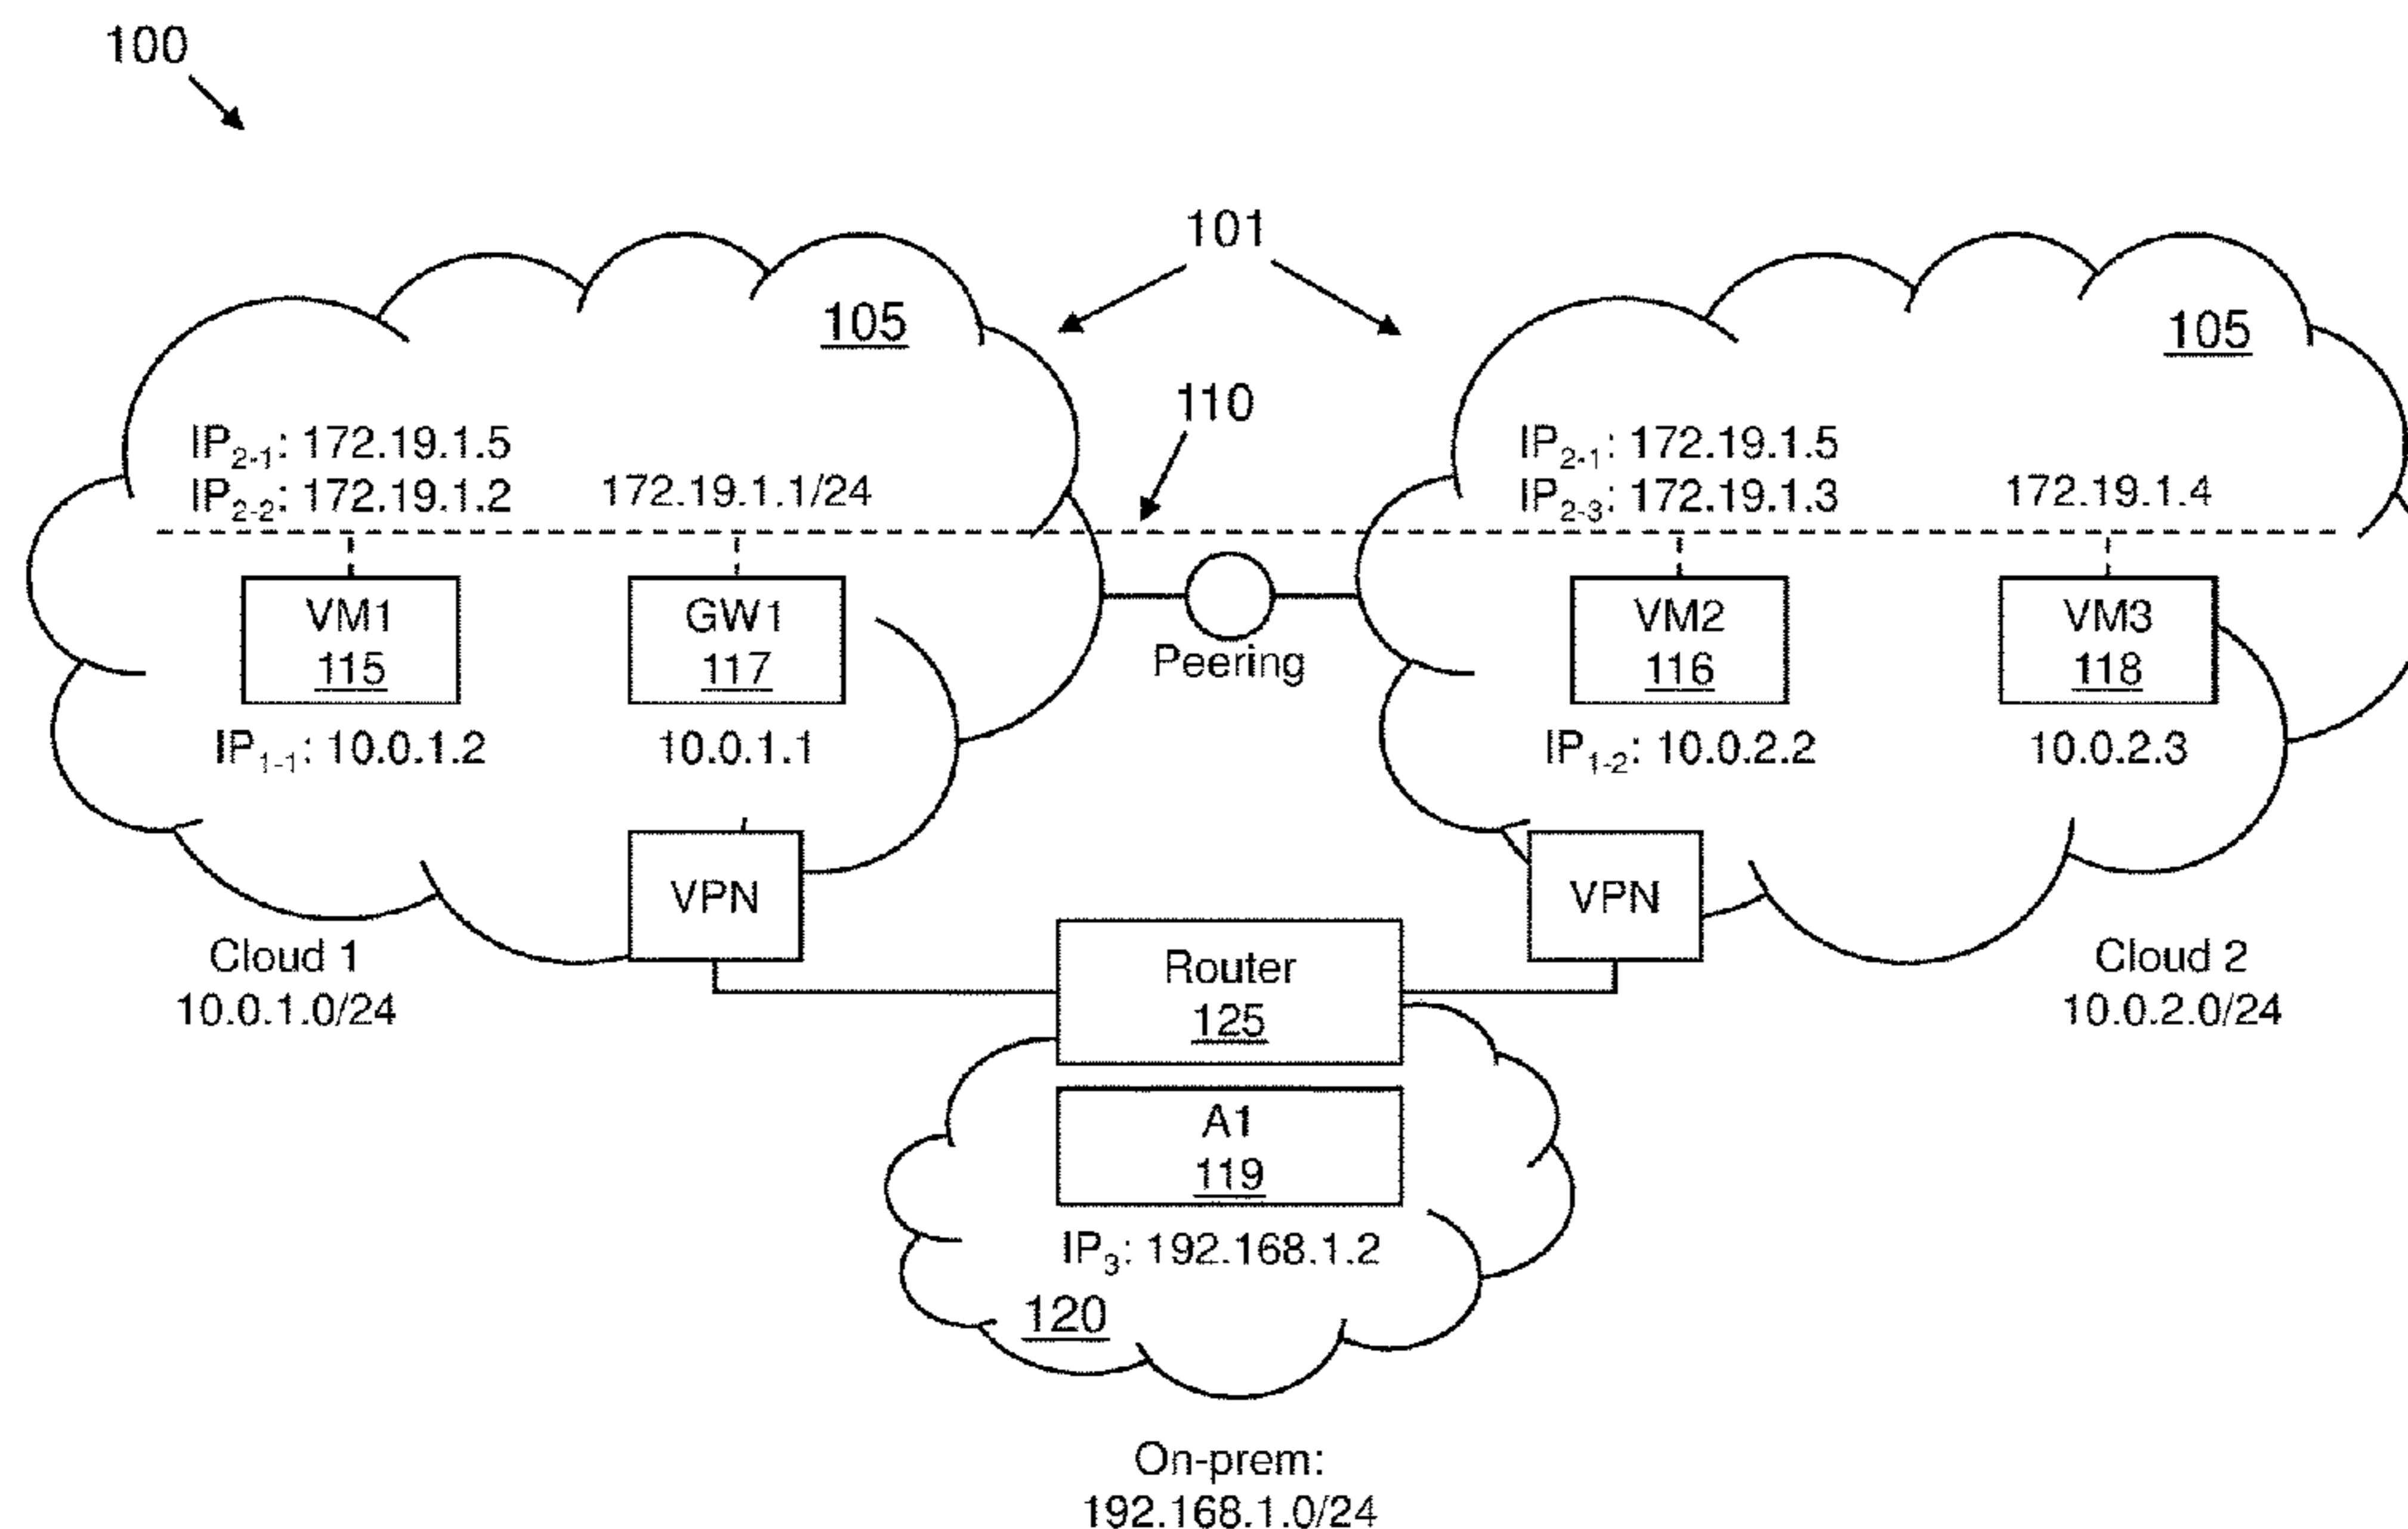 100
101
105
105
110
IP2-1: 172.19.1.5
IP2-2: 172.19.1.2
172.19.1.1/24
IP2-1: 172.19.1.5
IP2-3: 172.19.1.3
172.19.1.4
VM1
115
GW1
117
Peering
VM2
116
VM3
118
IP1-1: 10.0.1.2
10.0.1.1
IP1-2: 10.0.2.2
10.0.2.3
VPN
VPN
Cloud 1
10.0.1.0/24
Router
125
Cloud 2
10.0.2.0/24
A1
119
IP3: 192.168.1.2
120
On-prem:
192.168.1.0/24